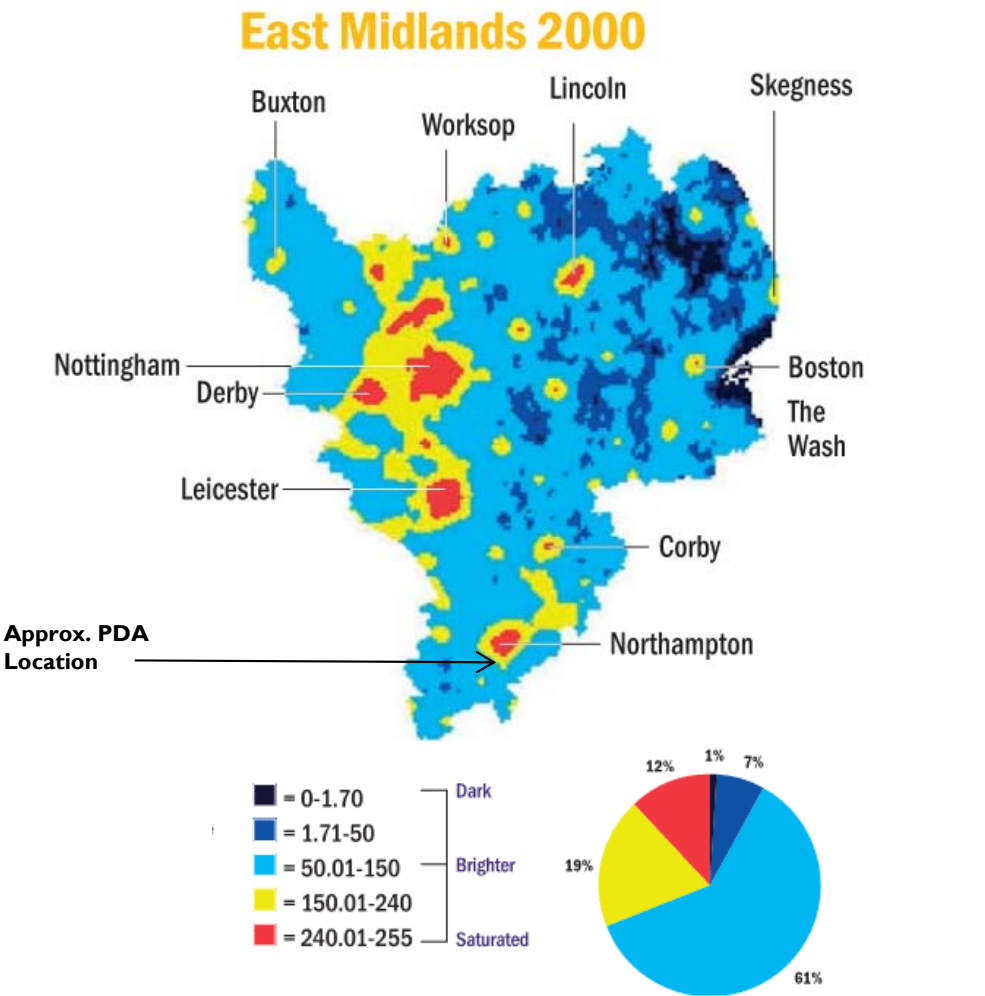 East Midlands 2000
Lincoln
Skegness
Buxton
Worksop
Nottingham
Derby
Boston
The
Wash
Leicester
Corby
Approx. PDA
Location
Northampton
1%
7%
12%
= 0-1.70
Dark
= 1.71-50
= 50.01-150
Brighter
19%
= 150.01-240
= 240.01-255
Saturated
61%